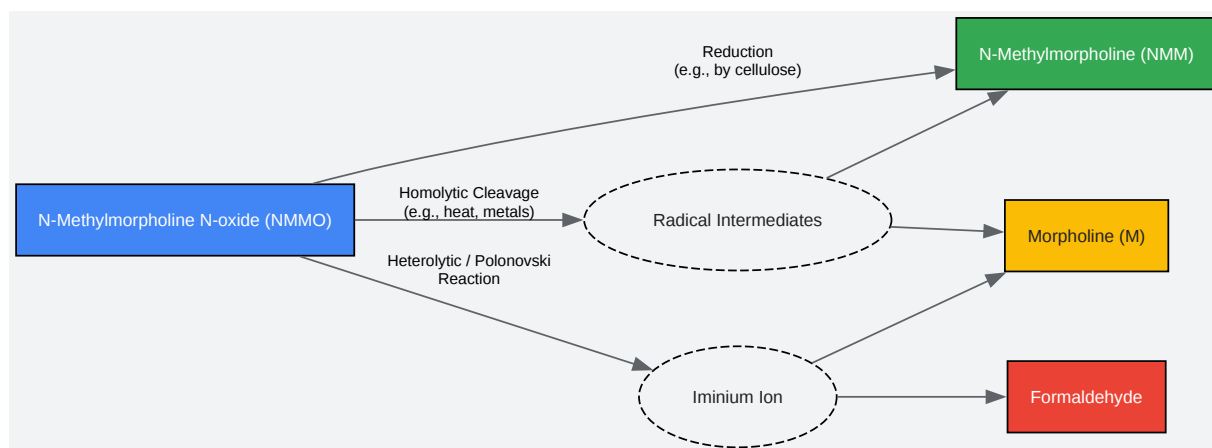 Reduction
(e.g., by cellulose)
N-Methylmorpholine (NMM)
N-Methylmorpholine N-oxide (NMMO)
Homolytic Cleavage
(e.g., heat, metals)
Radical Intermediates
Morpholine (M)
Heterolytic / Polonovski
Reaction
Iminium Ion
Formaldehyde